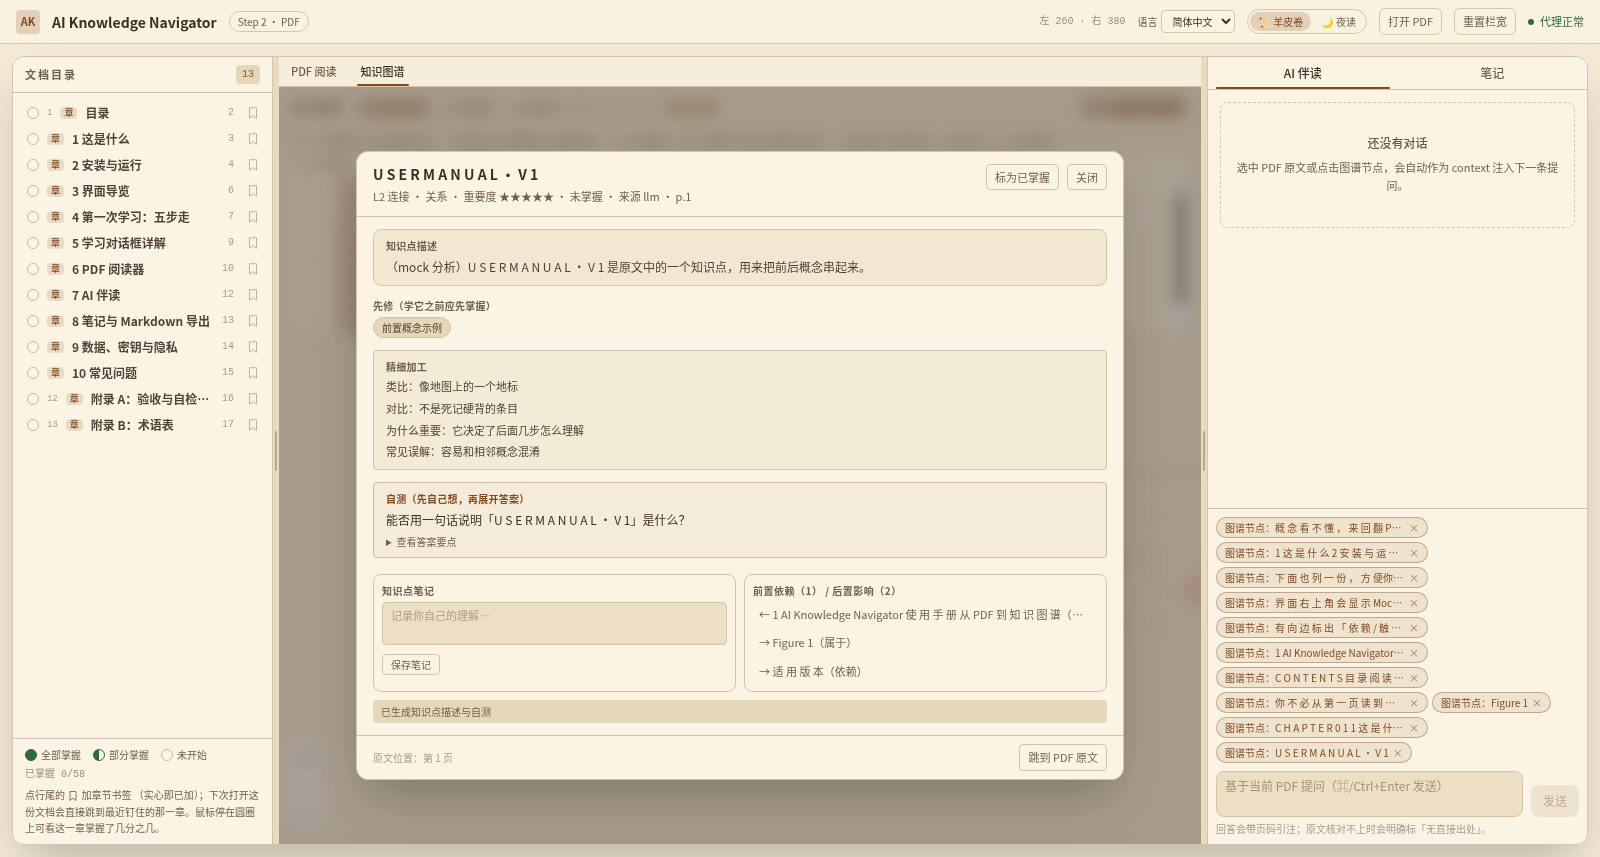 AK AI Knowledge Navigator Step 2 · PDF 左 260 · 右 380 语言 简体中文 羊皮卷 夜读 打开 PDF 重置栏宽 代理正常
文档目录 13
1 章 目录 2
章 1 这是什么 3
章 2 安装与运行 4
章 3 界面导览 6
章 4 第一次学习：五步走 7
章 5 学习对话框详解 9
章 6 PDF 阅读器 10
章 7 AI 伴读 12
章 8 笔记与 Markdown 导出 13
章 9 数据、密钥与隐私 14
章 10 常见问题 15
12 章 附录 A：验收与自检… 16
13 章 附录 B：术语表 17
全部掌握 部分掌握 未开始
已掌握 0/58
点行尾的 加章节书签 （实心即已加）；下次打开这
份文档会直接跳到最近钉住的那一章。鼠标停在圆圈
上可看这一章掌握了几分之几。
PDF 阅读 知识图谱
U S E R M A N U A L · V 1
L2 连接 · 关系 · 重要度 ★★★★★ · 未掌握 · 来源 llm · p.1
标为已掌握 关闭
知识点描述
（mock 分析）U S E R M A N U A L · V 1 是原文中的一个知识点，用来把前后概念串起来。
先修（学它之前应先掌握）
前置概念示例
精细加工
类比：像地图上的一个地标
对比：不是死记硬背的条目
为什么重要：它决定了后面几步怎么理解
常见误解：容易和相邻概念混淆
自测（先自己想，再展开答案）
能否用一句话说明「U S E R M A N U A L · V 1」是什么？
▶ 查看答案要点
知识点笔记
记录你自己的理解…
保存笔记
前置依赖（1） / 后置影响（2）
← 1 AI Knowledge Navigator 使 用 手 册 从 PDF 到 知 识 图 谱（…
→ Figure 1（属于）
→ 适 用 版 本（依赖）
已生成知识点描述与自测
原文位置：第 1 页 跳到 PDF 原文
AI 伴读 笔记
还没有对话
选中 PDF 原文或点击图谱节点，会自动作为 context 注入下一条提
问。
图谱节点：概 念 看 不 懂 ， 来 回 翻 P… ×
图谱节点：1 这 是 什 么 2 安 装 与 运 … ×
图谱节点：下 面 也 列 一 份 ， 方 便你… ×
图谱节点：界 面 右 上 角 会 显 示 Moc… ×
图谱节点：有 向 边 标 出 「 依 赖 / 触 … ×
图谱节点：1 AI Knowledge Navigator… ×
图谱节点：C O N T E N T S 目 录 阅 读 … ×
图谱节点：你 不 必 从 第 一 页 读 到 … × 图谱节点：Figure 1 ×
图谱节点：C H A P T E R 0 1 1 这 是 什… ×
图谱节点：U S E R M A N U A L · V 1 ×
基于当前 PDF 提问（⌘/Ctrl+Enter 发送） 发送
回答会带页码引注；原文核对不上时会明确标「无直接出处」。